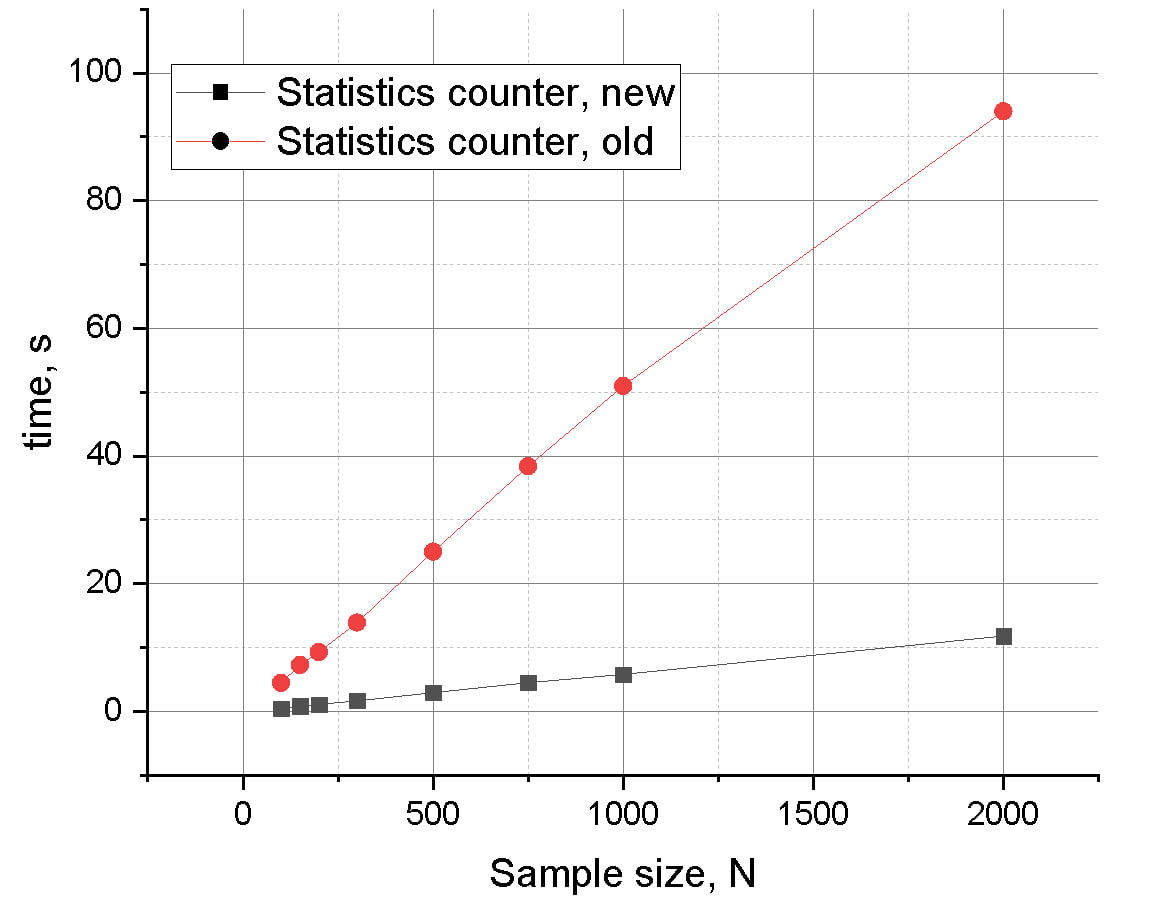 100
80
60
40
20
0
time, s
Statistics counter, new
Statistics counter, old
0 500 1000 1500 2000
Sample size, N